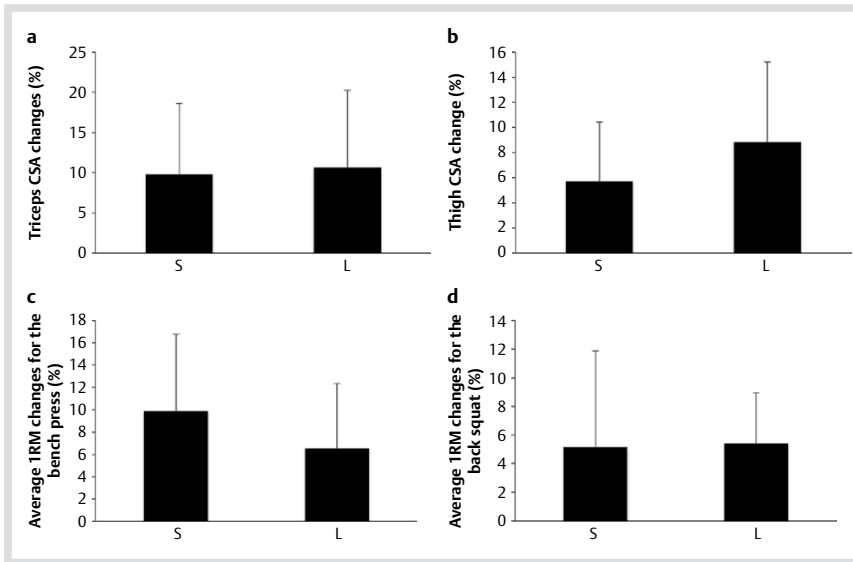 a
Triceps CSA changes (%)
25
20
15
10
5
0
S
L
b
Thigh CSA change (%)
16
14
12
10
8
6
4
2
0
S
L
c
Average 1RM changes for the
bench press (%)
18
16
14
12
10
8
6
4
2
0
S
L
d
Average 1RM changes for the
back squat (%)
14
12
10
8
6
4
2
0
S
L